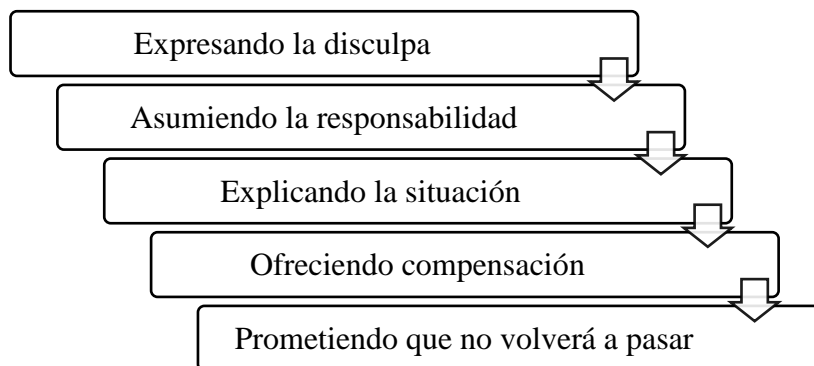 Expresando la disculpa
Asumiendo la responsabilidad
Explicando la situación
Ofreciendo compensación
Prometiendo que no volverá a pasar